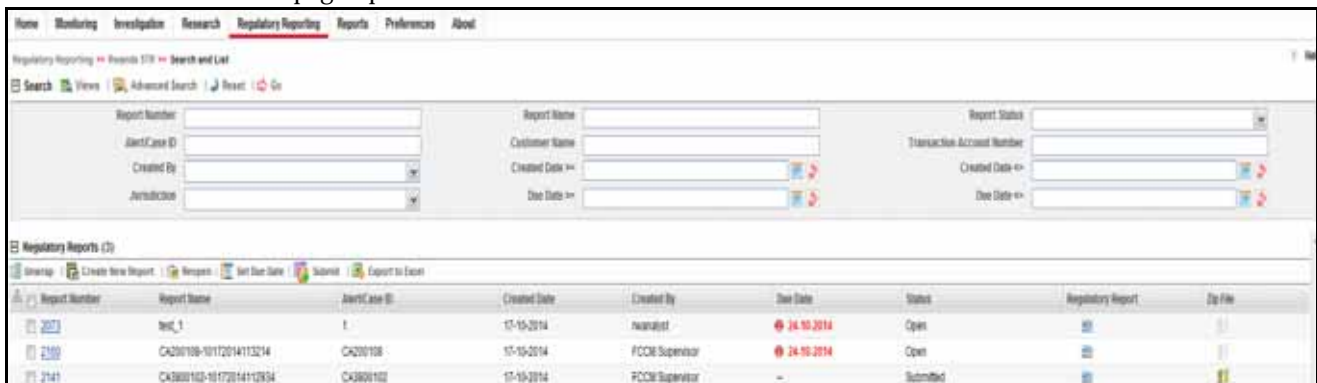 Home Monitoring Investigation Research Regulatory Reporting Reports Preferences About
Regulatory Reporting Rwanda STR Search and List
Search Views Advanced Search Reset Go
Report Number Report Name Report Status
Alert/Case ID Customer Name Transaction Account Number
Created By Created Date >= Created Date <=
Jurisdiction Due Date >= Due Date <=
Regulatory Reports (3)
Unwrap Create New Report Reopen Set Due Date Submit Export to Excel
Report Number Report Name Alert/Case ID Created Date Created By Due Date Status Regulatory Report Zip File
2073 test_1 1 17-10-2014 rwanalyst 24-10-2014 Open
2160 CA200108-10172014113214 CA200108 17-10-2014 FCCM Supervisor 24-10-2014 Open
2141 CA3800102-10172014112934 CA3800102 17-10-2014 FCCM Supervisor -- Submitted